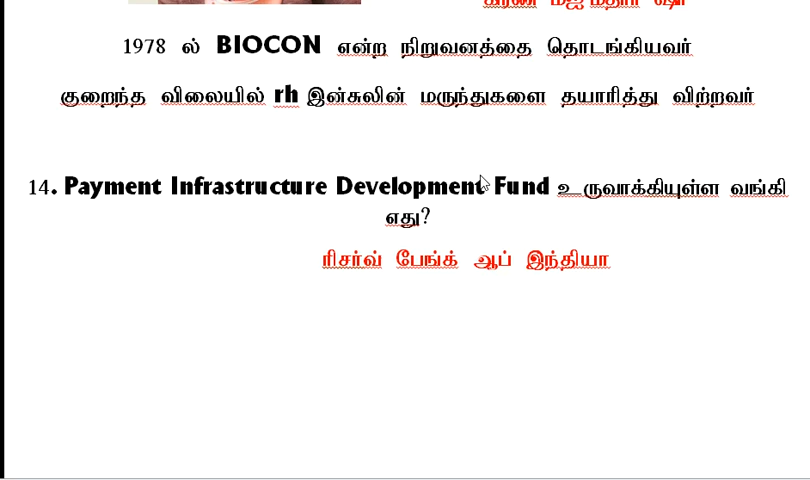 1978 ல் BIOCON என்ற நிறுவனத்தை தொடங்கியவர்
குறைந்த விலையில் rh இன்சுலின் மருந்துகளை தயாரித்து விற்றவர்
14. Payment Infrastructure Development Fund உருவாக்கியுள்ள வங்கி
எது?
ரிசர்வ் பேங்க் ஆப் இந்தியா